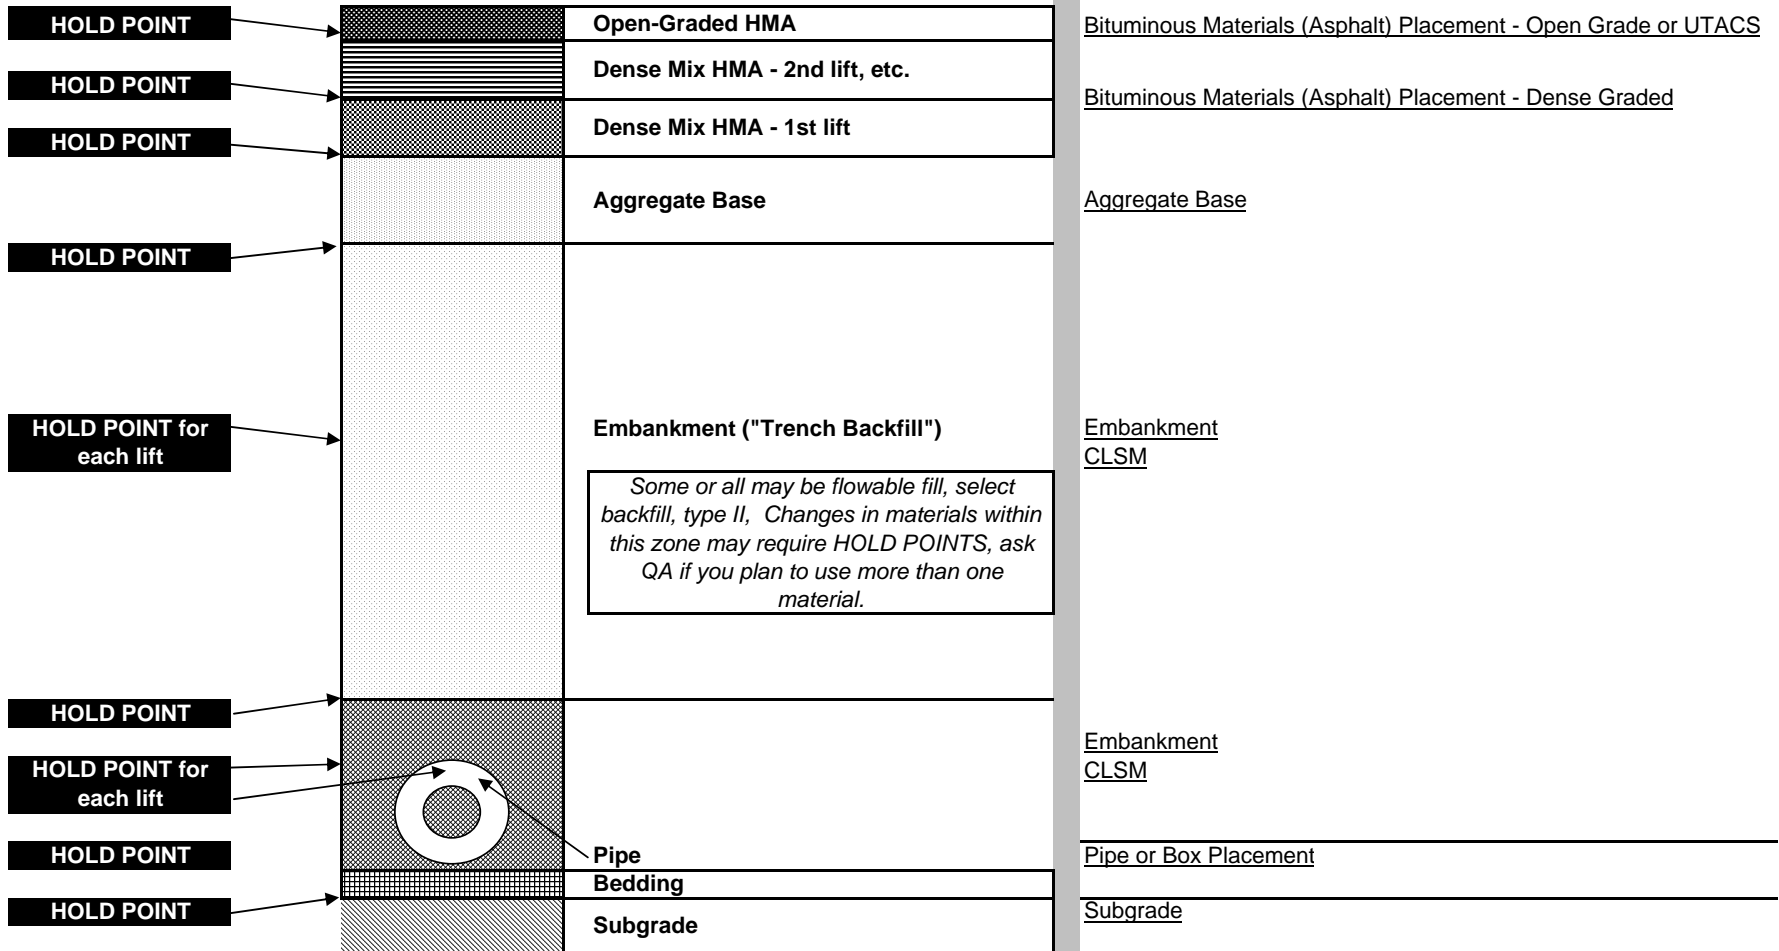 HOLD POINT
Open-Graded HMA
Bituminous Materials (Asphalt) Placement - Open Grade or UTACS
Dense Mix HMA - 2nd lift, etc.
HOLD POINT
Bituminous Materials (Asphalt) Placement - Dense Graded
Dense Mix HMA - 1st lift
HOLD POINT
Aggregate Base
Aggregate Base
HOLD POINT
HOLD POINT for
each lift
Embankment ("Trench Backfill")
Embankment
CLSM
Some or all may be flowable fill, select
backfill, type II, Changes in materials within
this zone may require HOLD POINTS, ask
QA if you plan to use more than one
material.
HOLD POINT
HOLD POINT for
each lift
Embankment
CLSM
HOLD POINT
Pipe
Pipe or Box Placement
Bedding
HOLD POINT
Subgrade
Subgrade